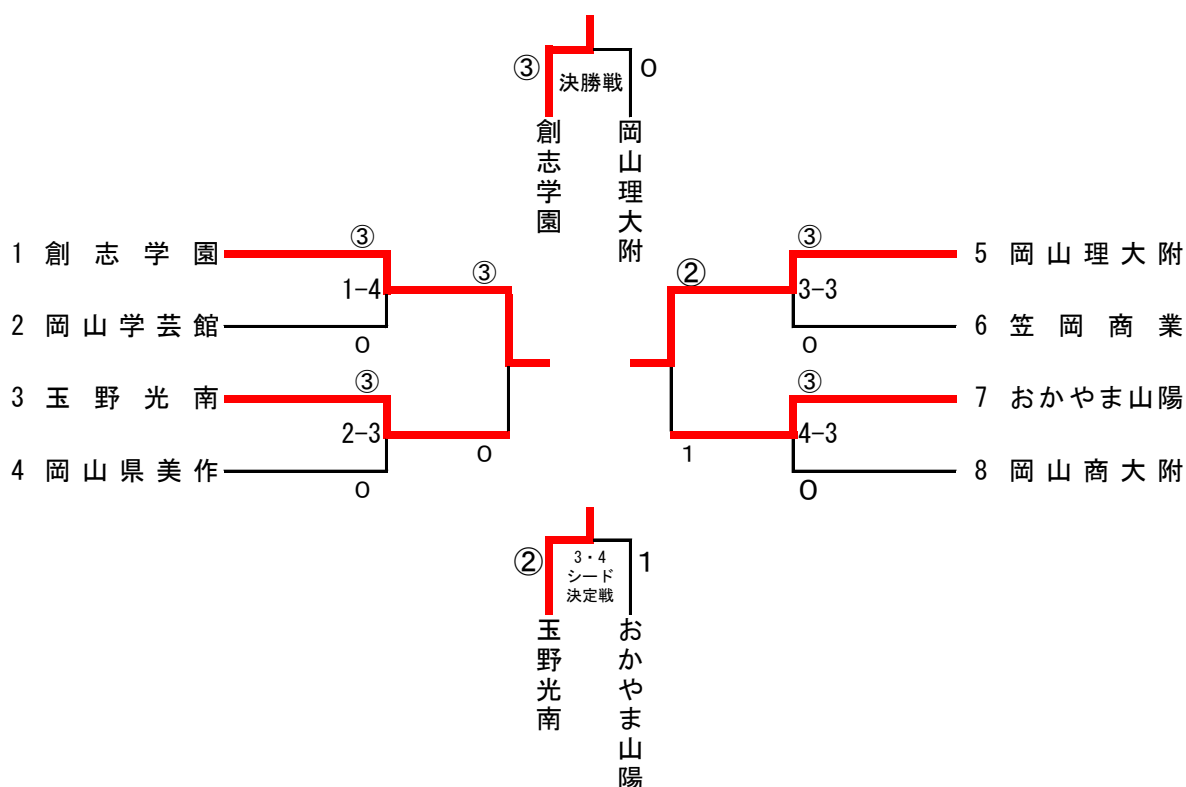 ③ 決勝戦 0
創志学園
岡山理大附
1 創志学園 ③
1-4
2 岡山学芸館 0
③
3 玉野光南 ③
2-3
4 岡山県美作 0
0
③ 5 岡山理大附
3-3
0 6 笠岡商業
②
③ 7 おかやま山陽
4-3
0 8 岡山商大附
1
② 3・4 1
シード
決定戦
玉野光南
おかやま山陽